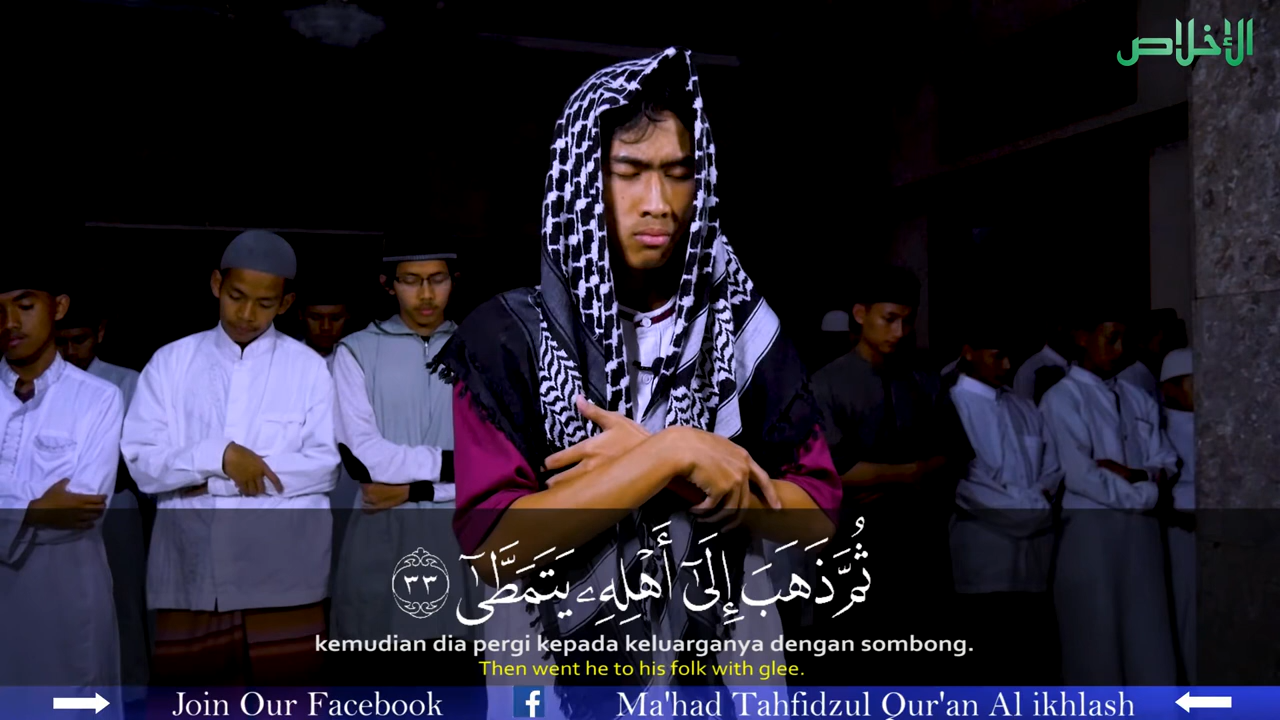 الإخلاص
ثُمَّ ذَهَبَ إِلَىٰٓ أَهْلِهِۦ يَتَمَطَّىٰٓ ٣٣
kemudian dia pergi kepada keluarganya dengan sombong.
Then went he to his folk with glee.
Join Our Facebook f Ma'had Tahfidzul Qur'an Al ikhlash